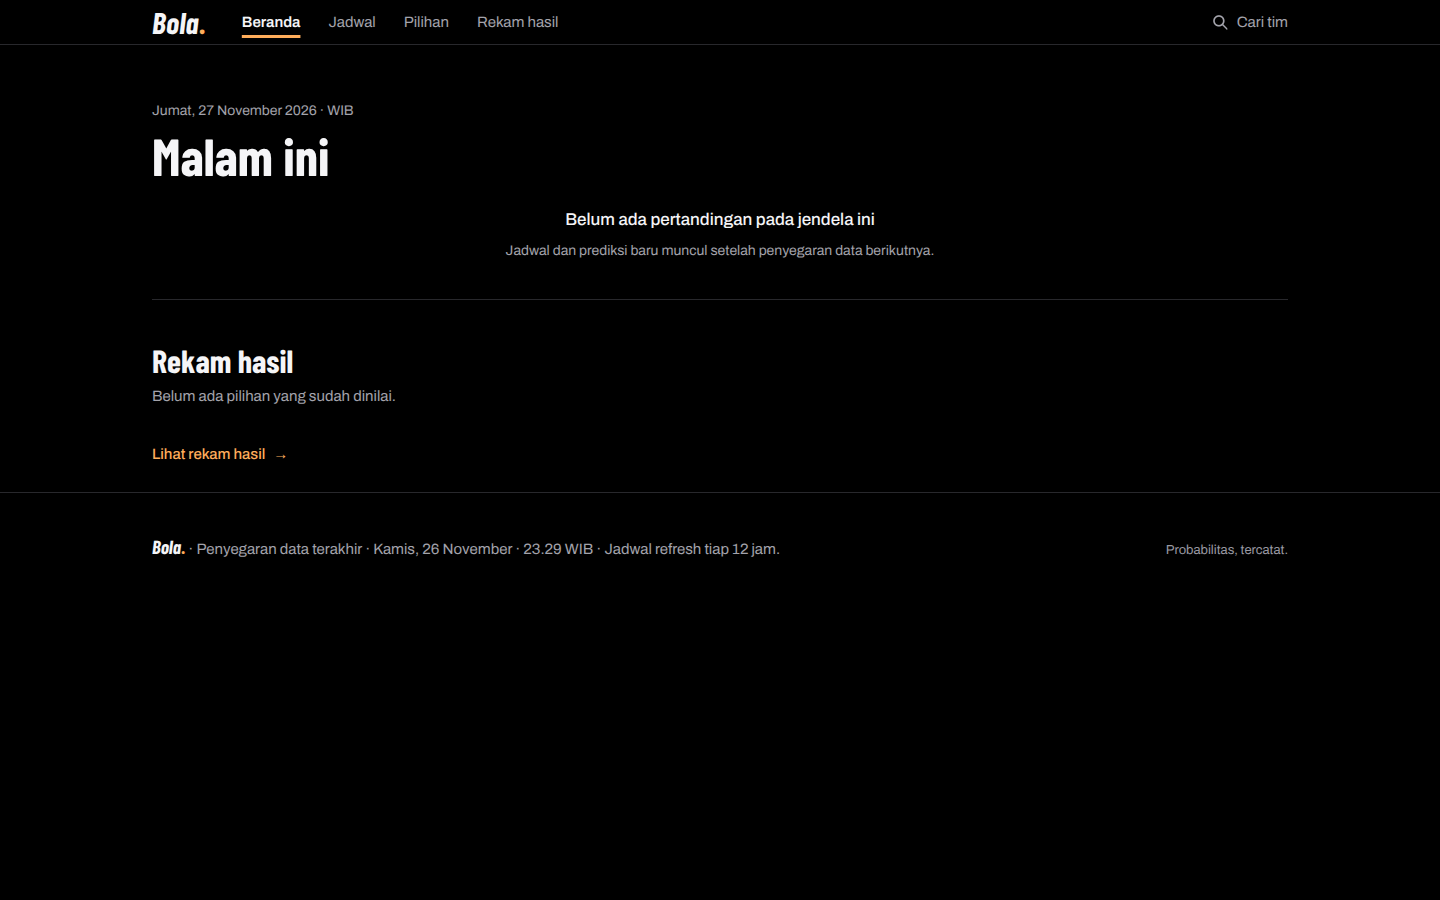 Bola. Beranda Jadwal Pilihan Rekam hasil Cari tim
Jumat, 27 November 2026 · WIB
Malam ini
Belum ada pertandingan pada jendela ini
Jadwal dan prediksi baru muncul setelah penyegaran data berikutnya.
Rekam hasil
Belum ada pilihan yang sudah dinilai.
Lihat rekam hasil →
Bola. · Penyegaran data terakhir · Kamis, 26 November · 23.29 WIB · Jadwal refresh tiap 12 jam. Probabilitas, tercatat.